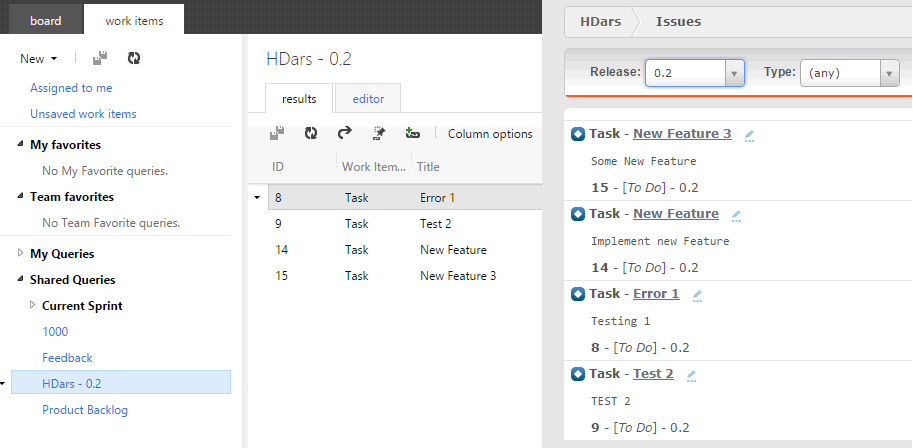 board work items
New
Assigned to me
Unsaved work items
My favorites
No My Favorite queries.
Team favorites
No Team Favorite queries.
My Queries
Shared Queries
Current Sprint
1000
Feedback
HDars - 0.2
Product Backlog
HDars - 0.2
results editor
Column options
ID Work Item... Title
8 Task Error 1
9 Task Test 2
14 Task New Feature
15 Task New Feature 3
HDars Issues
Release: 0.2 Type: (any)
Task - New Feature 3
Some New Feature
15 - [To Do] - 0.2
Task - New Feature
Implement new Feature
14 - [To Do] - 0.2
Task - Error 1
Testing 1
8 - [To Do] - 0.2
Task - Test 2
TEST 2
9 - [To Do] - 0.2